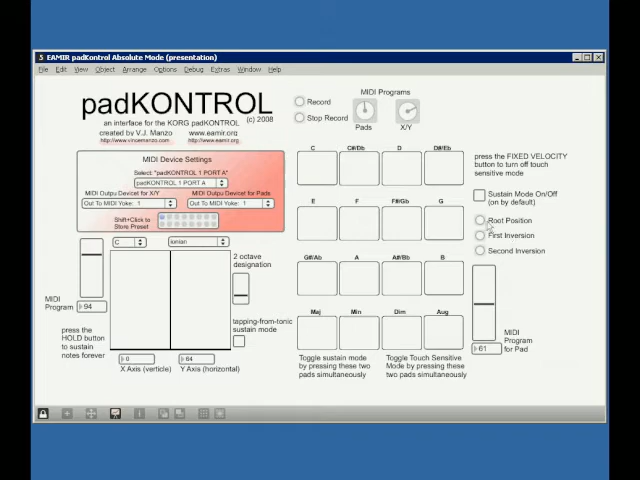 EAMIR padKontrol Absolute Mode (presentation)
File Edit View Object Arrange Options Debug Extras Window Help
padKONTROL
an interface for the KORG padKONTROL
(c) 2008
created by V.J. Manzo www.eamir.org
http://www.vincemanzo.com http://www.eamir.org
Record
Stop Record
MIDI Programs
Pads X/Y
MIDI Device Settings
Select: "padKONTROL 1 PORT A"
padKONTROL 1 PORT A
MIDI Outpu Devicet for X/Y MIDI Outpu Devicet for Pads
Out To MIDI Yoke: 1 Out To MIDI Yoke: 1
Shift+Click to
Store Preset
C Ionian
2 octave
designation
MIDI
Program
94
press the
HOLD button
to sustain
notes forever
tapping-from-tonic
sustain mode
0 64
X Axis (verticle) Y Axis (horizontal)
C C#/Db D D#/Eb
E F F#/Gb G
G#/Ab A A#/Bb B
Maj Min Dim Aug
Toggle sustain mode
by pressing these two
pads simultaneously
Toggle Touch Sensitive
Mode by pressing these
two pads simultaneously
press the FIXED VELOCITY
button to turn off touch
sensitive mode
Sustain Mode On/Off
(on by default)
Root Position
First Inversion
Second Inversion
61
MIDI
Program
for Pad